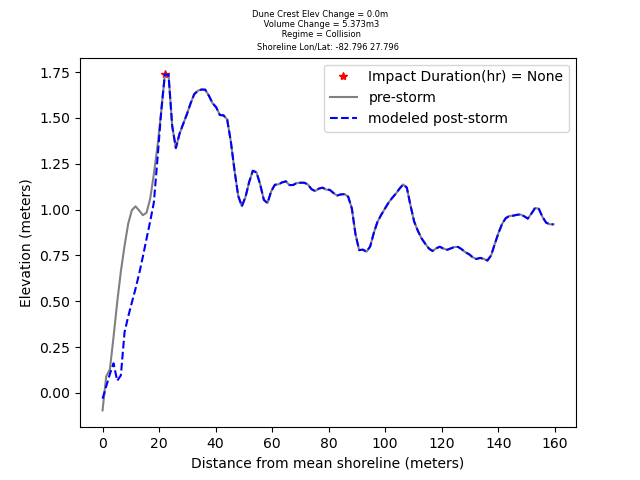 Dune Crest Elev Change = 0.0m
Volume Change = 5.373m3
Regime = Collision
Shoreline Lon/Lat: -82.796 27.796
Impact Duration(hr) = None
pre-storm
modeled post-storm
Elevation (meters)
1.75
1.50
1.25
1.00
0.75
0.50
0.25
0.00
0 20 40 60 80 100 120 140 160
Distance from mean shoreline (meters)